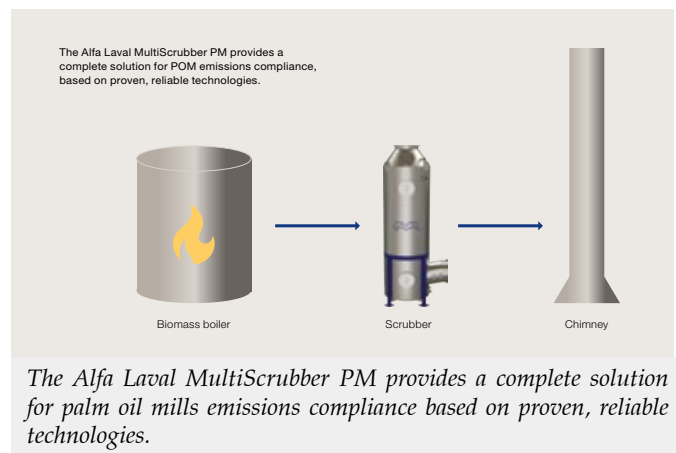 The Alfa Laval MultiScrubber PM provides a
complete solution for POM emissions compliance,
based on proven, reliable technologies.
Biomass boiler
Scrubber
Chimney
The Alfa Laval MultiScrubber PM provides a complete solution
for palm oil mills emissions compliance based on proven, reliable
technologies.